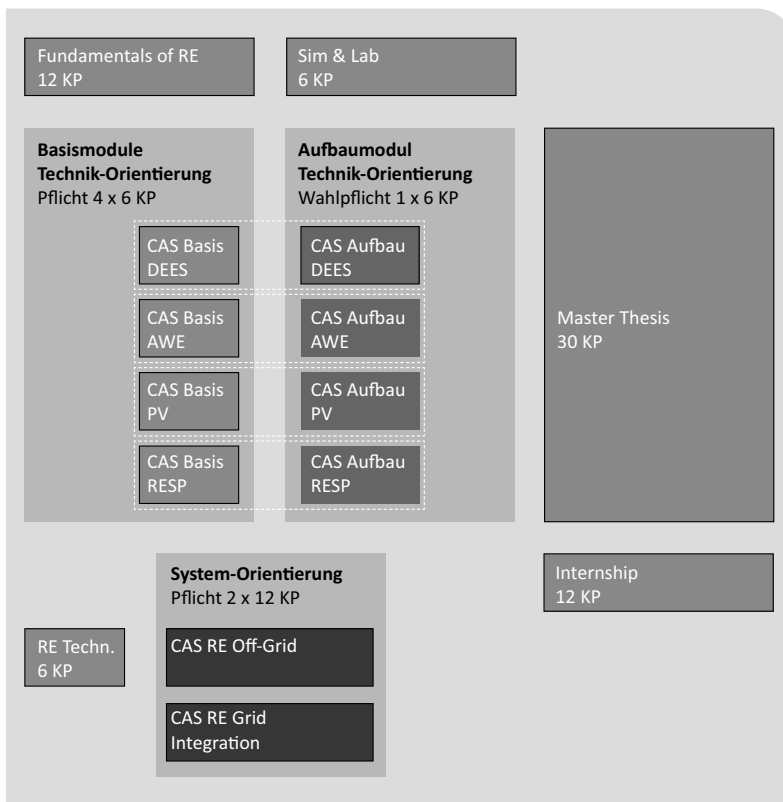 Fundamentals of RE
12 KP
Sim & Lab
6 KP
Basismodule
Technik-Orientierung
Pflicht 4 x 6 KP
CAS Basis
DEES
CAS Basis
AWE
CAS Basis
PV
CAS Basis
RESP
Aufbaumodul
Technik-Orientierung
Wahlpflicht 1 x 6 KP
CAS Aufbau
DEES
CAS Aufbau
AWE
CAS Aufbau
PV
CAS Aufbau
RESP
Master Thesis
30 KP
System-Orientierung
Pflicht 2 x 12 KP
Internship
12 KP
RE Techn.
6 KP
CAS RE Off-Grid
CAS RE Grid
Integration